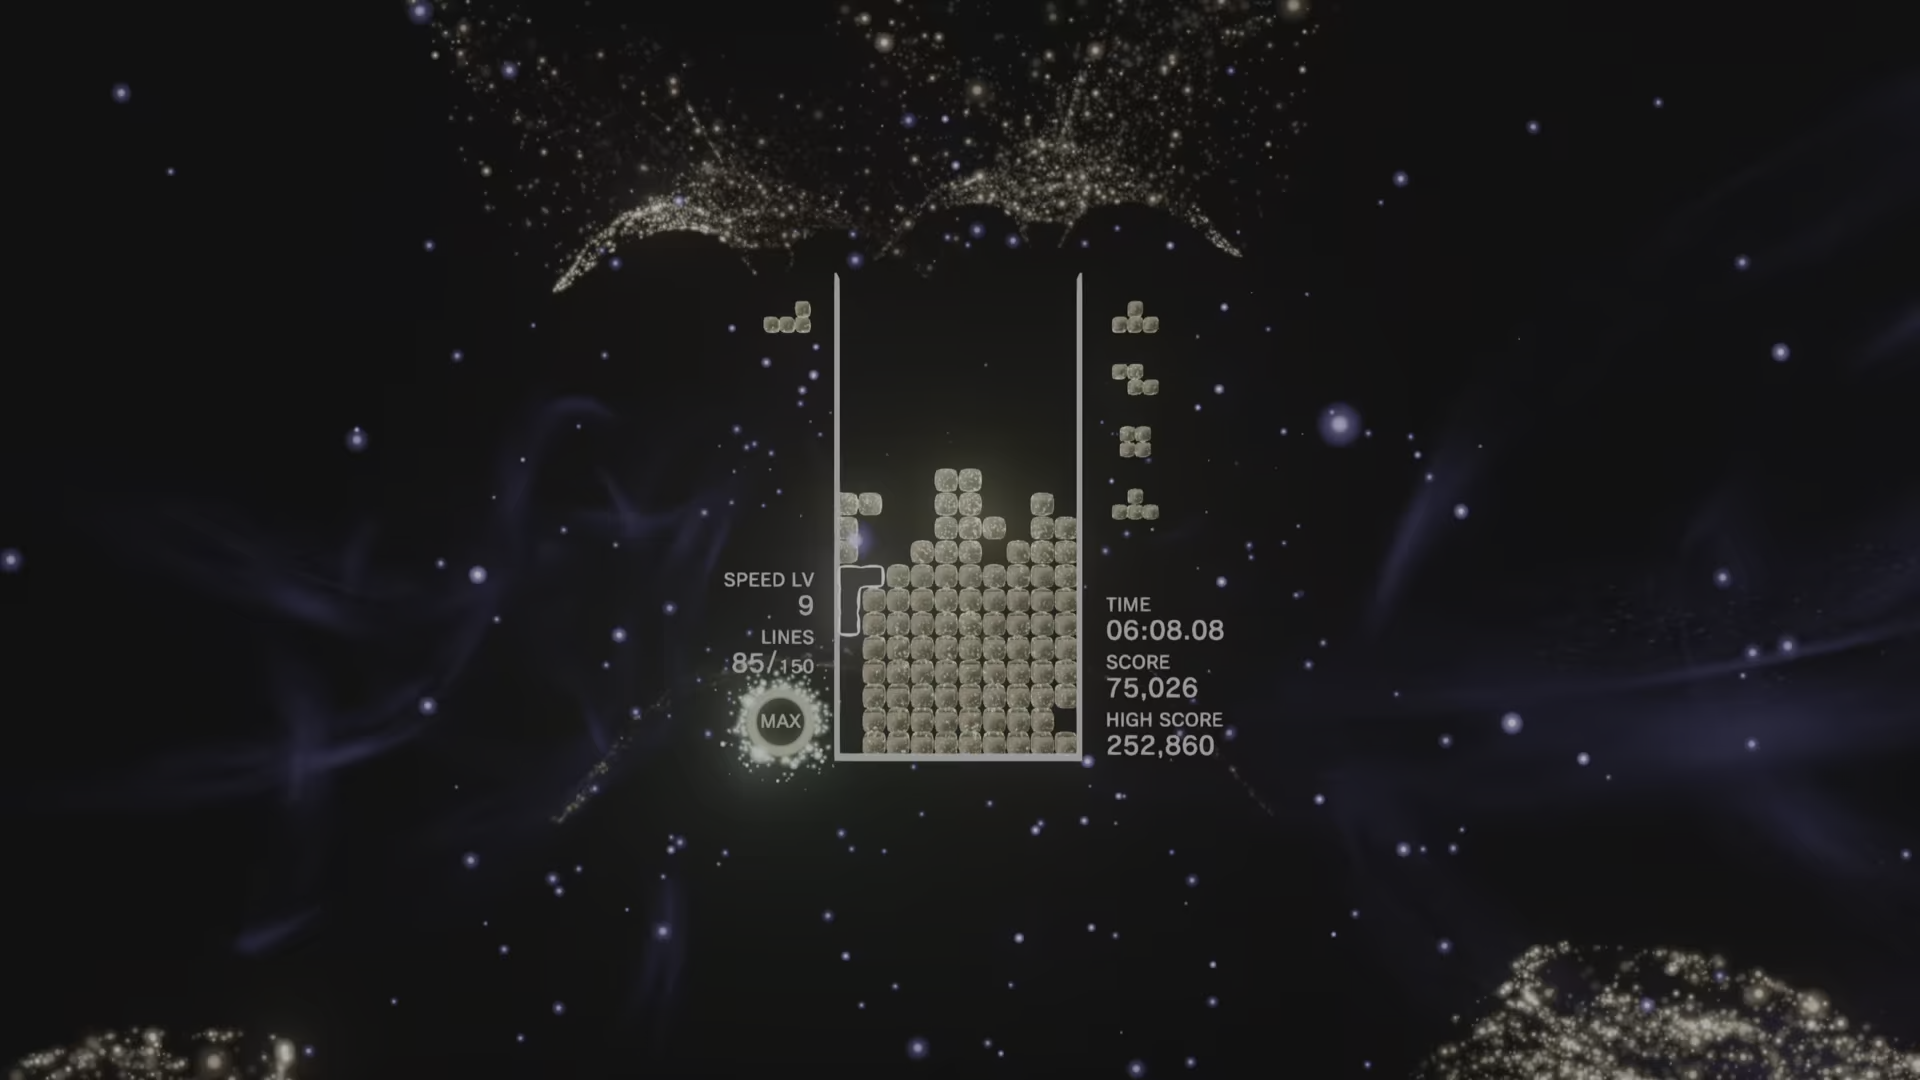 SPEED LV
9
LINES
85/150
MAX
TIME
06:08.08
SCORE
75,026
HIGH SCORE
252,860